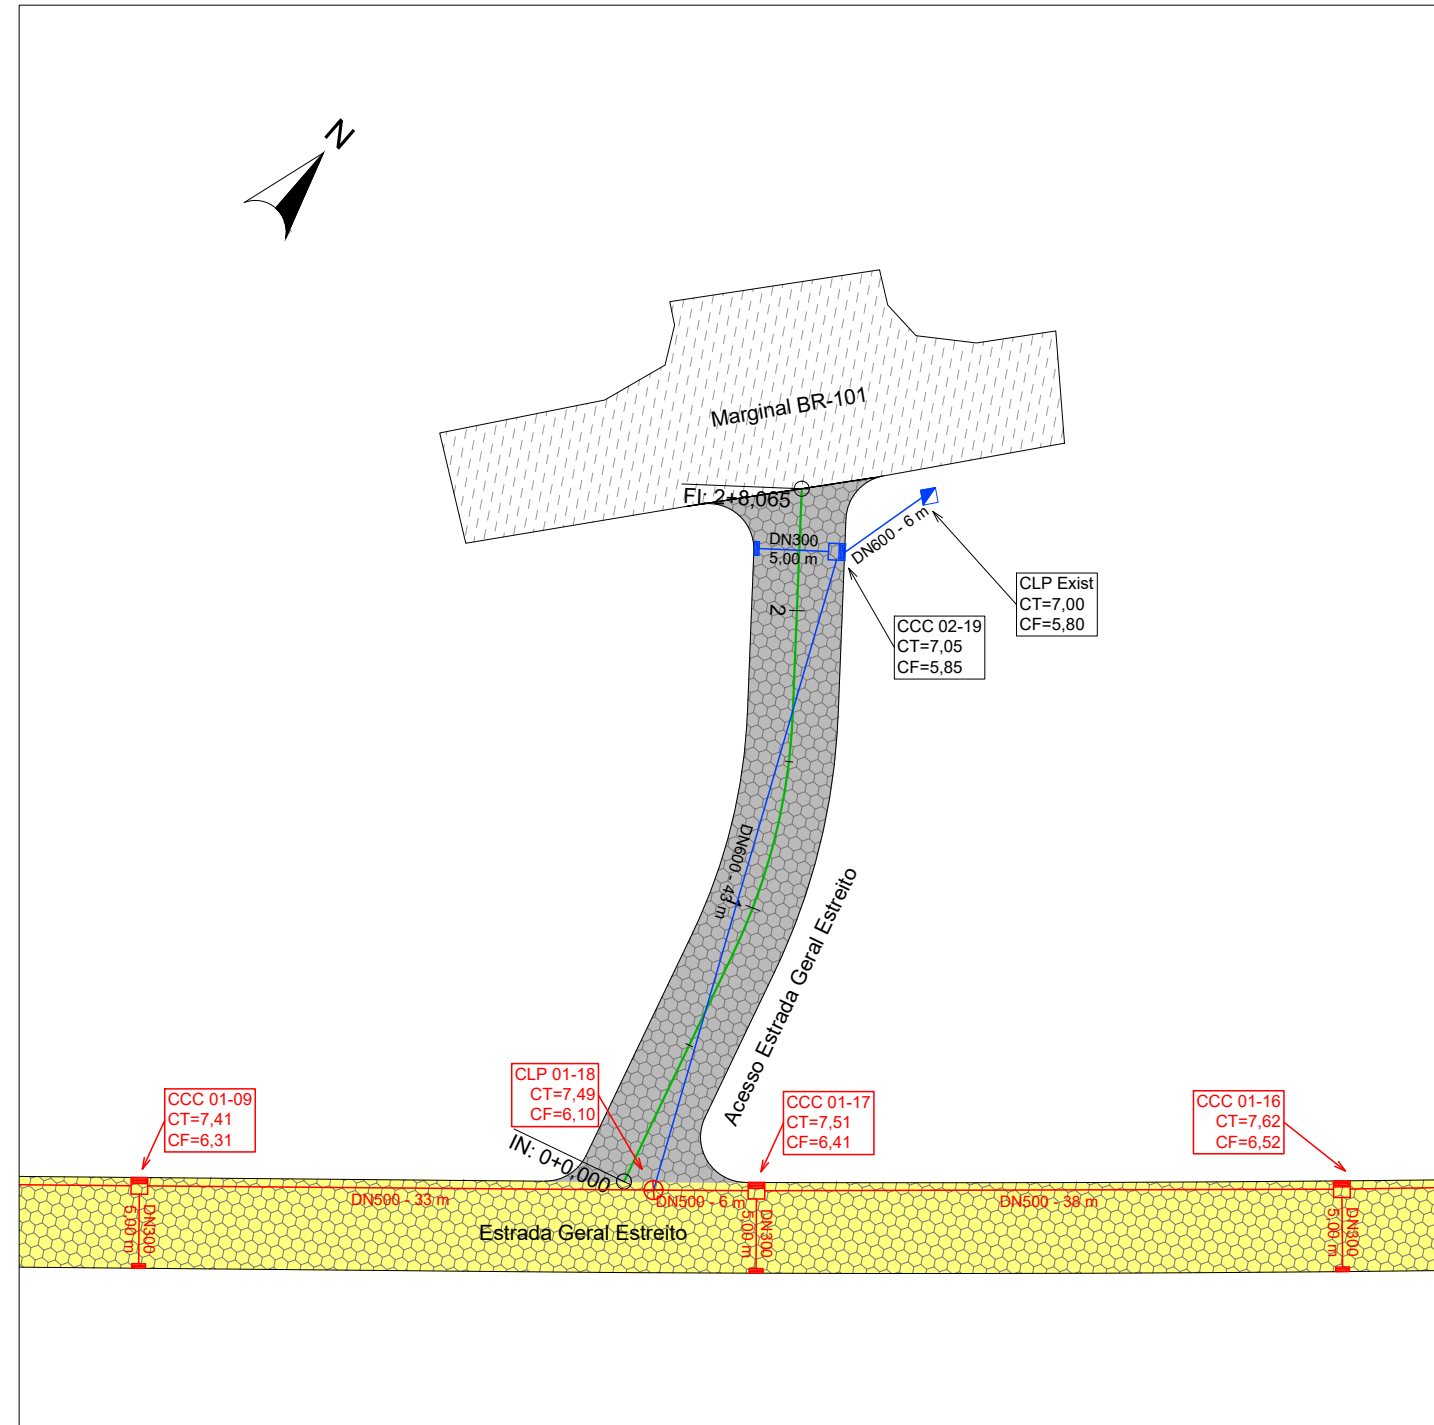 N
Marginal BR-101
FI: 2+8,065
DN300
5,00 m
DN600 - 6 m
CLP Exist
CT=7,00
CF=5,80
CCC 02-19
CT=7,05
CF=5,85
2
DN600 - 43 m
Acesso Estrada Geral Estreito
CLP 01-18
CT=7,49
CF=6,10
CCC 01-09
CT=7,41
CF=6,31
CCC 01-17
CT=7,51
CF=6,41
CCC 01-16
CT=7,62
CF=6,52
IN: 0+0,000
DN500 - 33 m
DN500 - 6 m
DN500 - 38 m
DN300
5,00 m
Estrada Geral Estreito
DN300
5,00 m
DN300
5,00 m